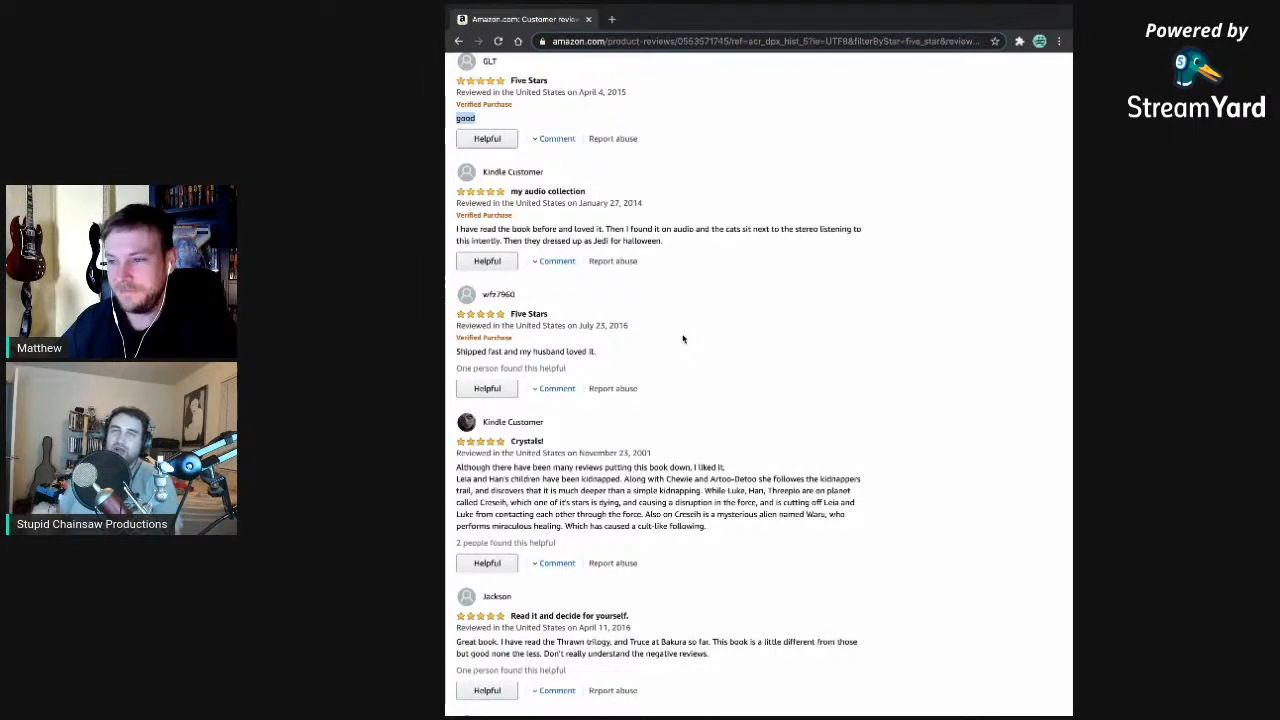 Amazon.com: Customer review
amazon.com/product-reviews/0553571745/ref=acr_dpx_hist_5?ie=UTF8&filterByStar=five_star&review...
Powered by
StreamYard
GLT
Five Stars
Reviewed in the United States on April 4, 2015
Verified Purchase
good
Helpful
Comment
Report abuse
Kindle Customer
my audio collection
Reviewed in the United States on January 27, 2014
Verified Purchase
I have read the book before and loved it. Then I found it on audio and the cats sit next to the stereo listening to
this intently. Then they dressed up as Jedi for halloween.
Helpful
Comment
Report abuse
wfz7960
Five Stars
Reviewed in the United States on July 23, 2016
Verified Purchase
Shipped fast and my husband loved it.
One person found this helpful
Helpful
Comment
Report abuse
Kindle Customer
Crystals!
Reviewed in the United States on November 23, 2001
Although there have been many reviews putting this book down, I liked it.
Leia and Han's children have been kidnapped. Along with Chewie and Artoo-Detoo she followes the kidnappers
trail, and discovers that it is much deeper than a simple kidnapping. While Luke, Han, Threepio are on planet
called Creseih, which one of it's stars is dying, and causing a disruption in the force, and is cutting off Leia and
Luke from contacting each other through the force. Also on Creseih is a mysterious alien named Waru, who
performs miraculous healing. Which has caused a cult-like following.
2 people found this helpful
Helpful
Comment
Report abuse
Jackson
Read it and decide for yourself.
Reviewed in the United States on April 11, 2016
Great book. I have read the Thrawn trilogy, and Truce at Bakura so far. This book is a little different from those
but good none the less. Don't really understand the negative reviews.
One person found this helpful
Helpful
Comment
Report abuse
Matthew
Stupid Chainsaw Productions